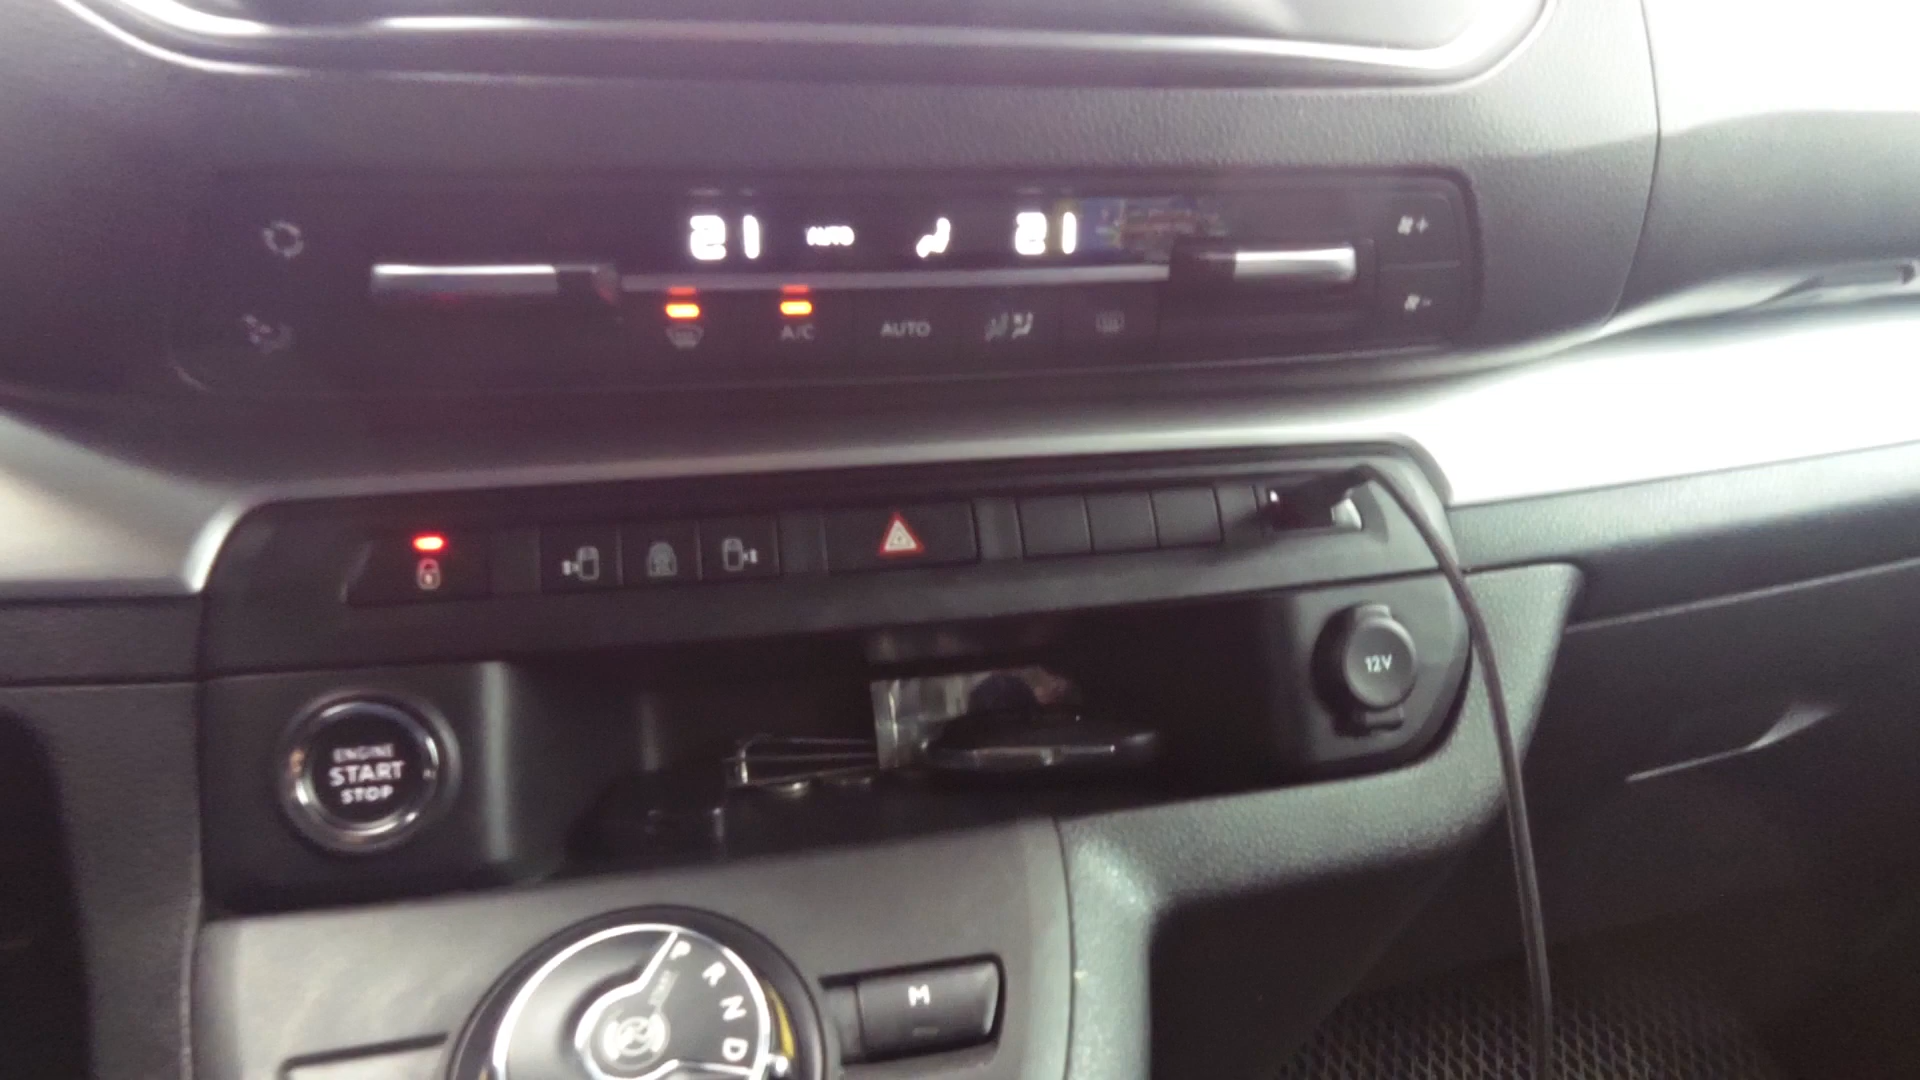 21 AUTO 21
A/C AUTO
12V
ENGINE
START
STOP
P
R
N
D
M